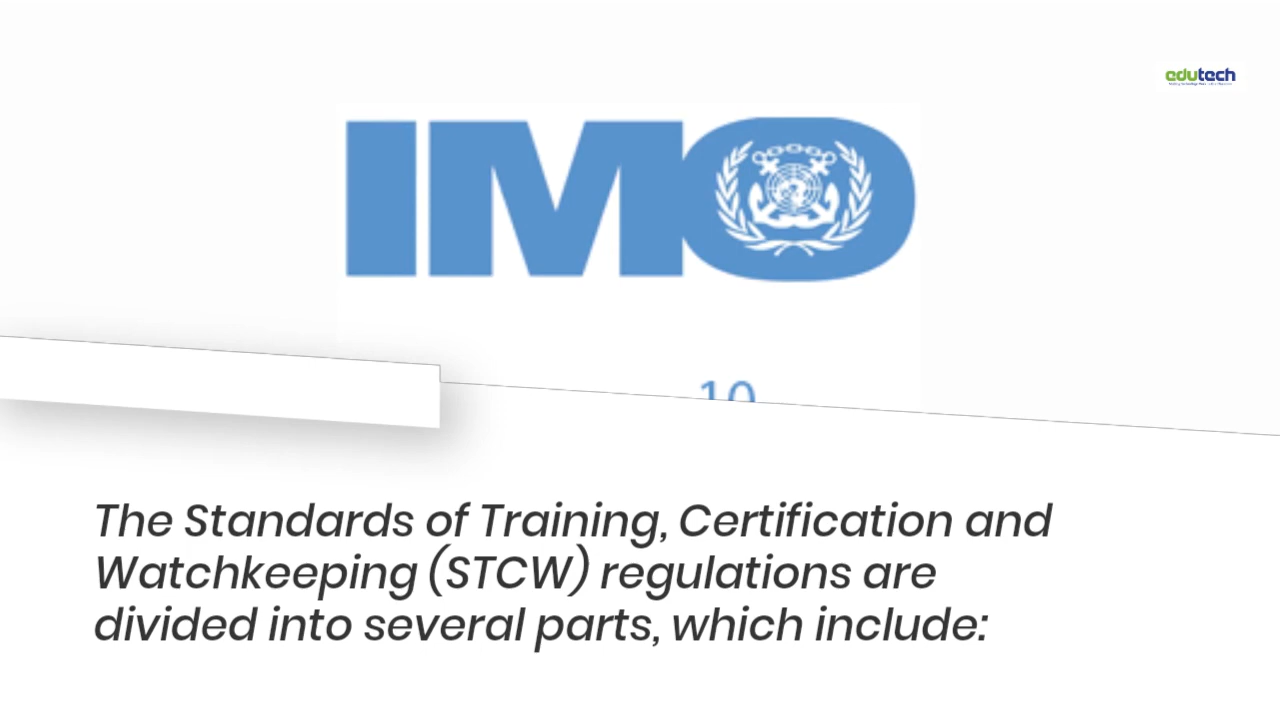 edutech
IMO
10
The Standards of Training, Certification and
Watchkeeping (STCW) regulations are
divided into several parts, which include: